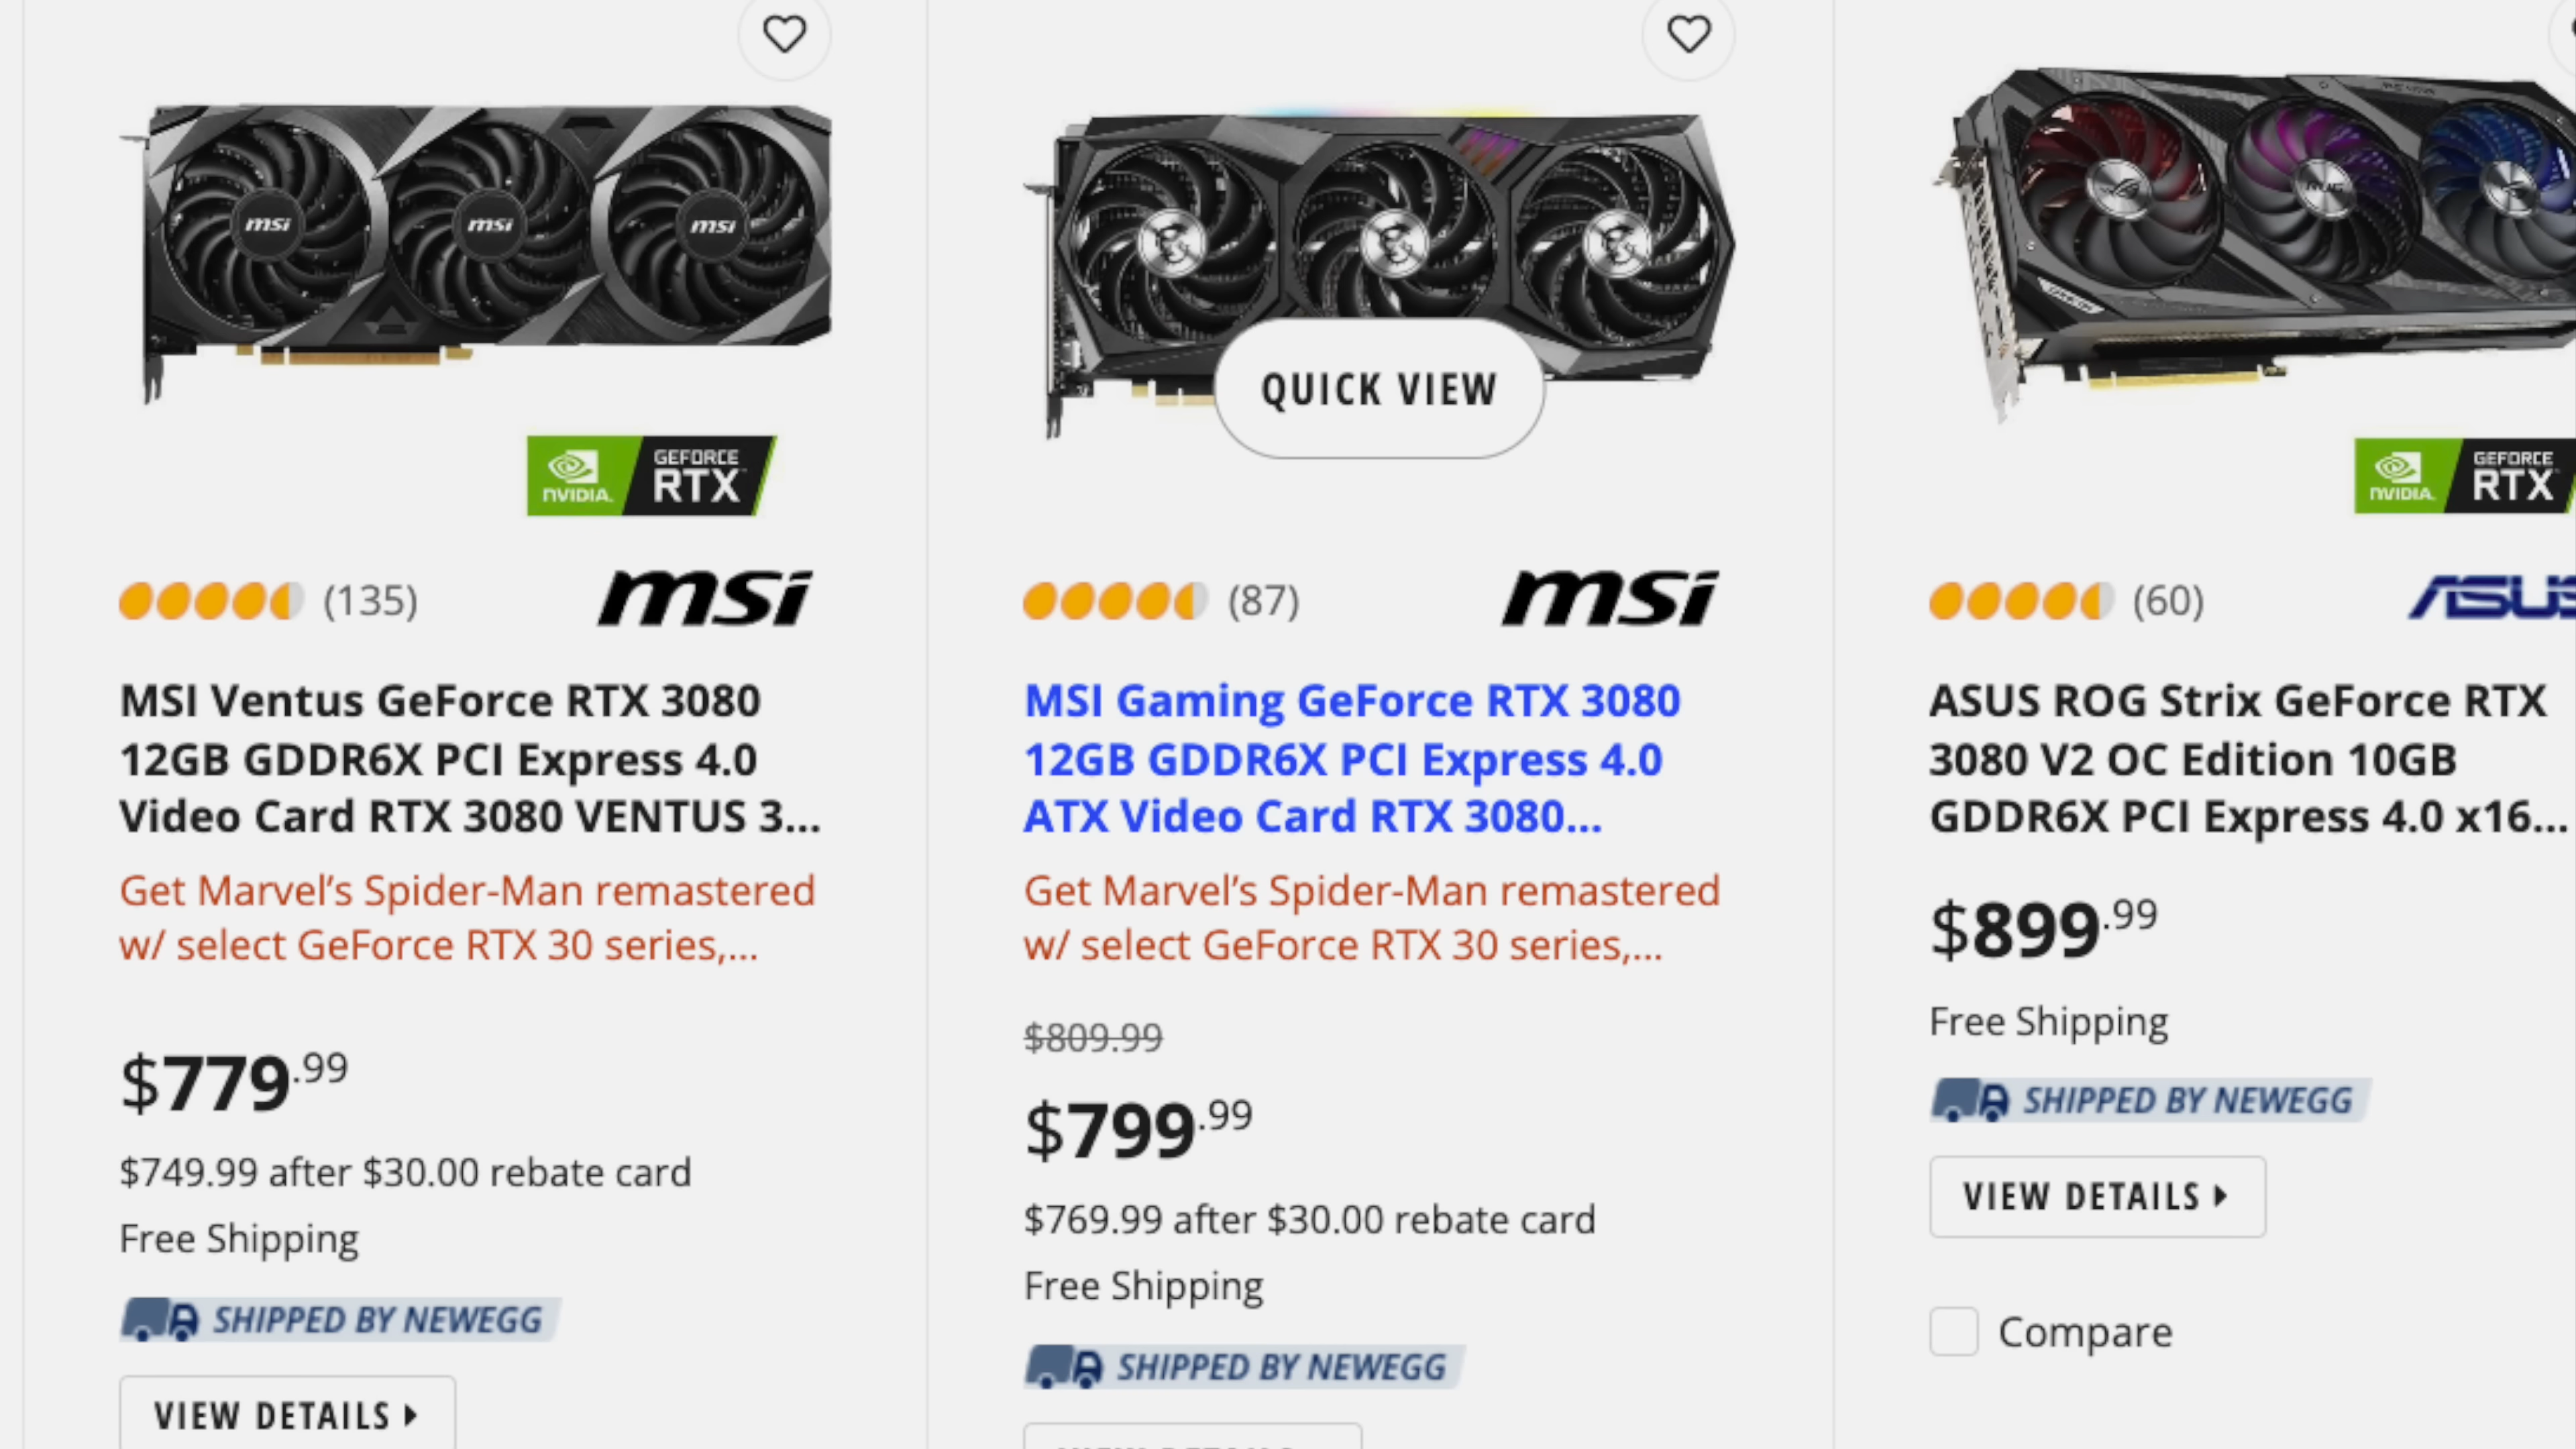 msi msi msi
NVIDIA. GEFORCE RTX
(135) msi
MSI Ventus GeForce RTX 3080
12GB GDDR6X PCI Express 4.0
Video Card RTX 3080 VENTUS 3...
Get Marvel’s Spider-Man remastered
w/ select GeForce RTX 30 series,...
$779.99
$749.99 after $30.00 rebate card
Free Shipping
SHIPPED BY NEWEGG
VIEW DETAILS
QUICK VIEW
(87) msi
MSI Gaming GeForce RTX 3080
12GB GDDR6X PCI Express 4.0
ATX Video Card RTX 3080...
Get Marvel’s Spider-Man remastered
w/ select GeForce RTX 30 series,...
$809.99
$799.99
$769.99 after $30.00 rebate card
Free Shipping
SHIPPED BY NEWEGG
NVIDIA. GEFORCE RTX
(60) ASUS
ASUS ROG Strix GeForce RTX
3080 V2 OC Edition 10GB
GDDR6X PCI Express 4.0 x16...
$899.99
Free Shipping
SHIPPED BY NEWEGG
VIEW DETAILS
Compare